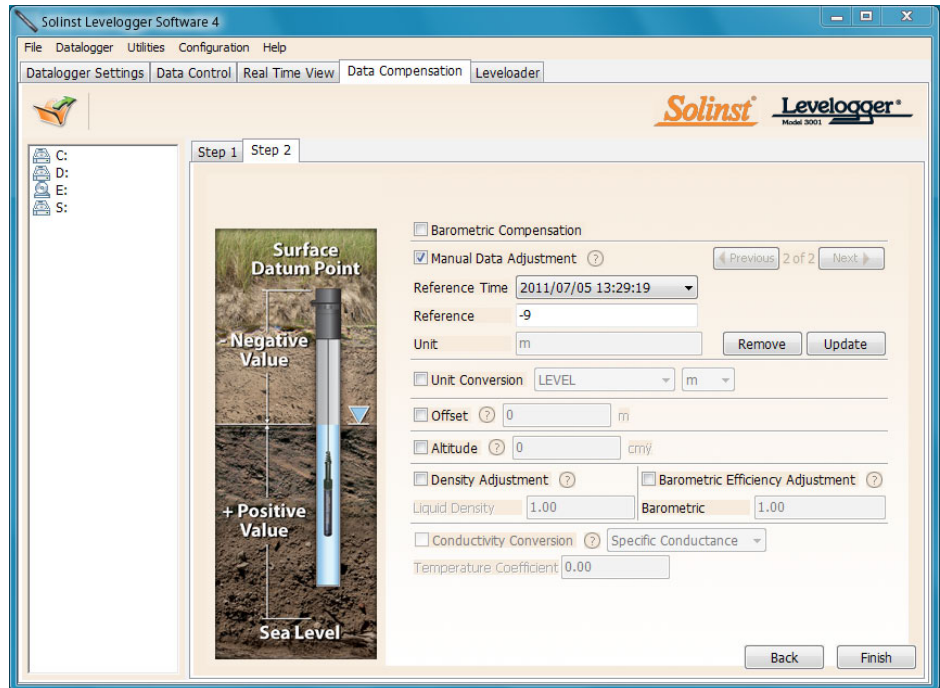 Solinst Levelogger Software 4
File Datalogger Utilities Configuration Help
Datalogger Settings Data Control Real Time View Data Compensation Leveloader
Solinst Levelogger
Model 3001
C:
D:
E:
S:
Step 1 Step 2
Surface
Datum Point
- Negative
Value
+ Positive
Value
Sea Level
Barometric Compensation
Manual Data Adjustment ? Previous 2 of 2 Next
Reference Time 2011/07/05 13:29:19
Reference -9
Unit m Remove Update
Unit Conversion LEVEL m
Offset ? 0 m
Altitude ? 0 cmÿ
Density Adjustment ? Barometric Efficiency Adjustment ?
Liquid Density 1.00 Barometric 1.00
Conductivity Conversion ? Specific Conductance
Temperature Coefficient 0.00
Back Finish